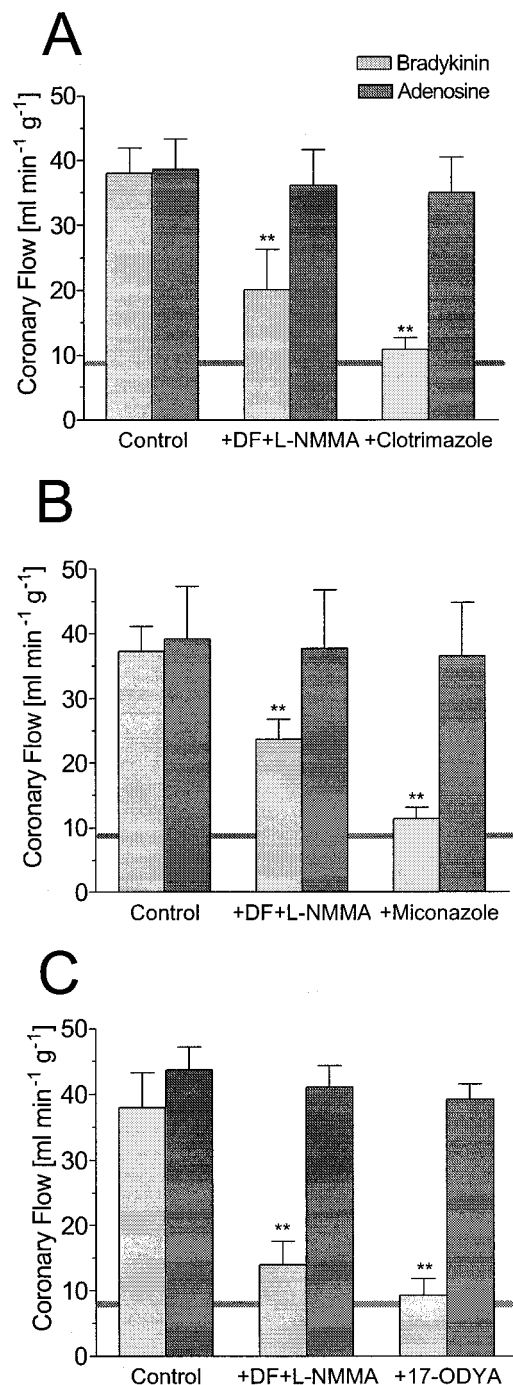 A
Bradykinin
Adenosine
Coronary Flow [ml min⁻¹ g⁻¹]
50
40
30
20
10
0
**
**
Control +DF+L-NMMA +Clotrimazole
B
Coronary Flow [ml min⁻¹ g⁻¹]
50
40
30
20
10
0
**
**
Control +DF+L-NMMA +Miconazole
C
Coronary Flow [ml min⁻¹ g⁻¹]
50
40
30
20
10
0
**
**
Control +DF+L-NMMA +17-ODYA